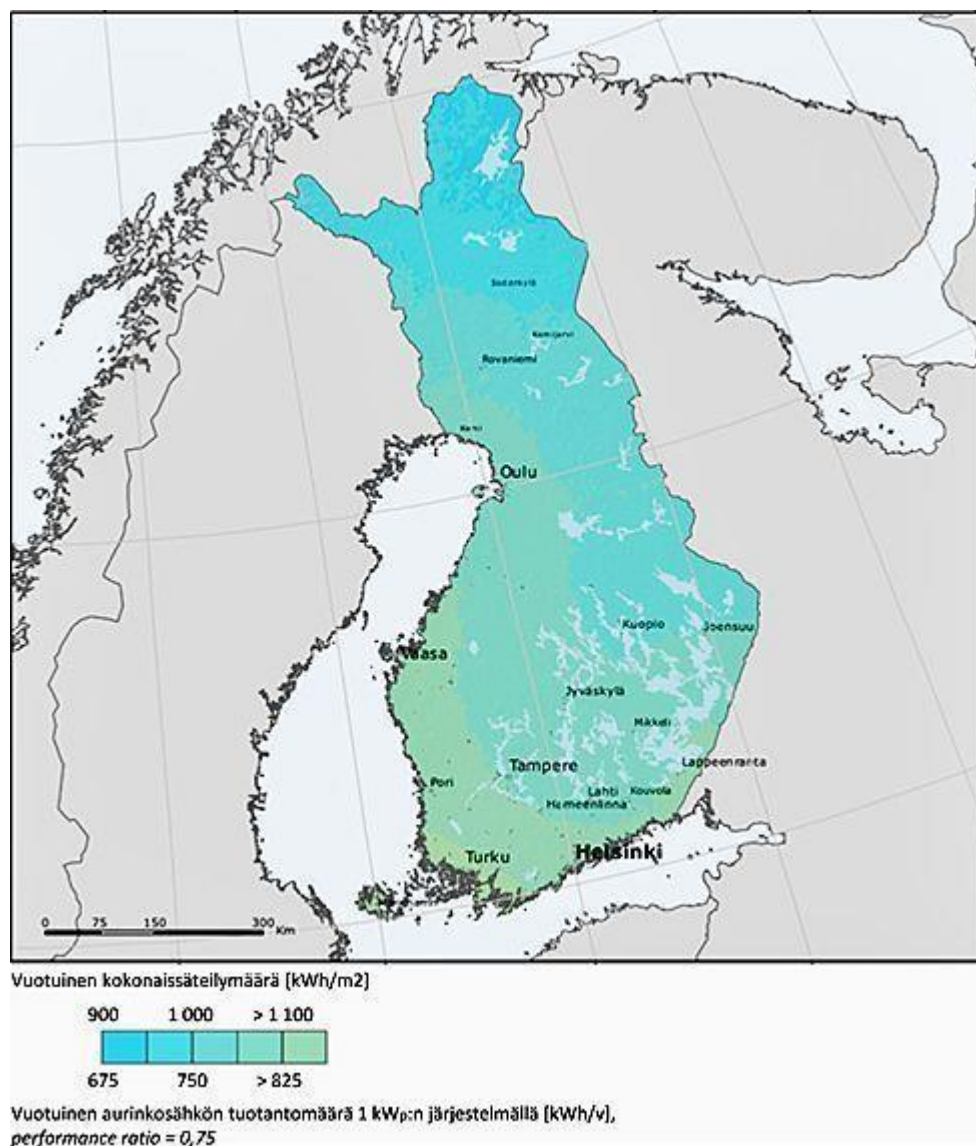 Sodankylä
Kemijärvi
Rovaniemi
Kemi
Oulu
Vaasa
Kuopio
Joensuu
Jyväskylä
Mikkeli
Lappeenranta
Tampere
Pori
Lahti
Kouvola
Hämeenlinna
Helsinki
Turku
0 75 150 300 Km
Vuotuinen kokonaissäteilymäärä [kWh/m2]
900 1 000 > 1 100
675 750 > 825
Vuotuinen aurinkosähkön tuotantomäärä 1 kWp:n järjestelmällä [kWh/v],
performance ratio = 0,75